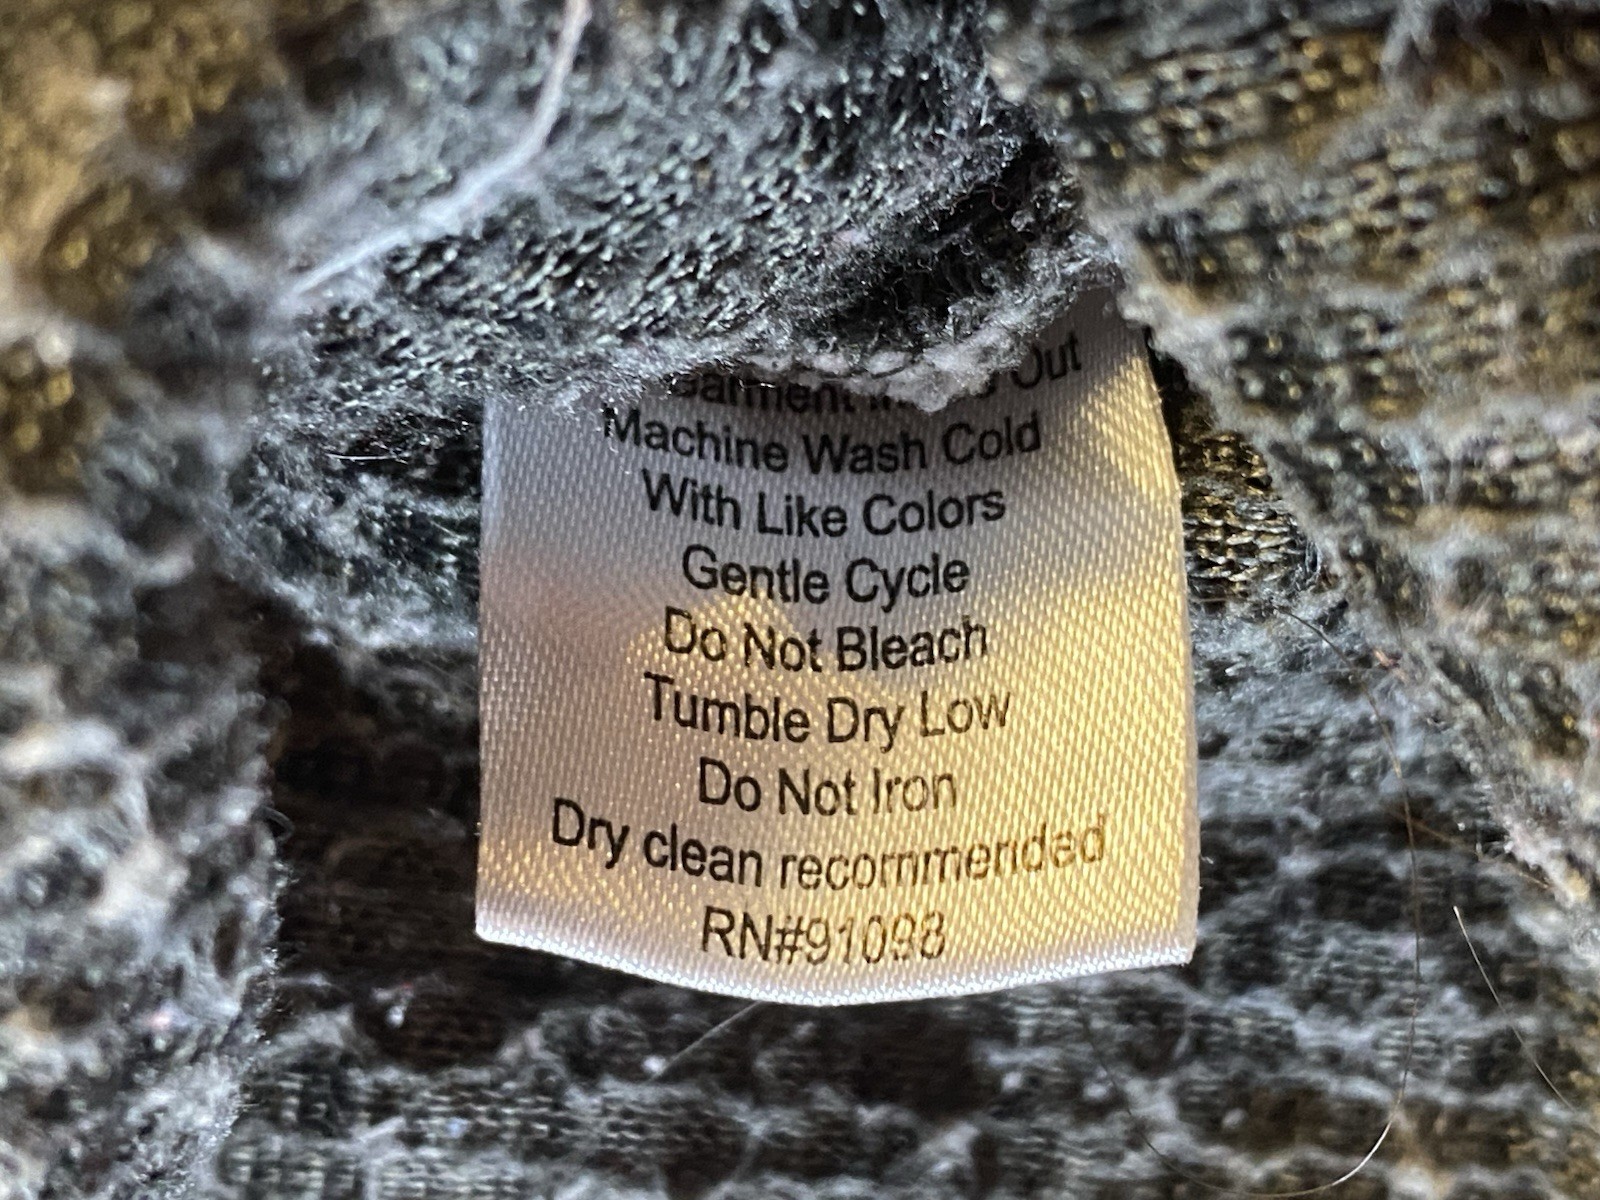 Garment Out
Machine Wash Cold
With Like Colors
Gentle Cycle
Do Not Bleach
Tumble Dry Low
Do Not Iron
Dry clean recommended
RN#91098